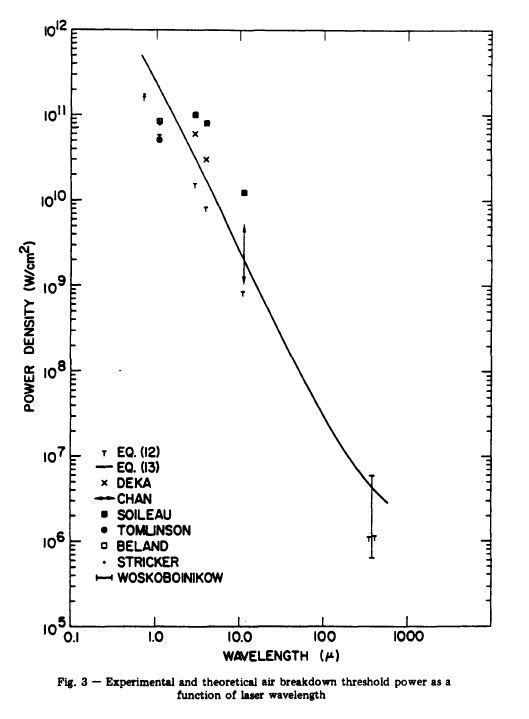 10¹²
10¹¹
10¹⁰
10⁹
10⁸
10⁷
10⁶
10⁵
POWER DENSITY (W/cm²)
т EQ. (12)
— EQ. (13)
× DEKA
↔ CHAN
■ SOILEAU
● TOMLINSON
□ BELAND
· STRICKER
WOSKOBOINIKOW
0.1 1.0 10.0 100 1000
WAVELENGTH (μ)
Fig. 3 — Experimental and theoretical air breakdown threshold power as a
function of laser wavelength